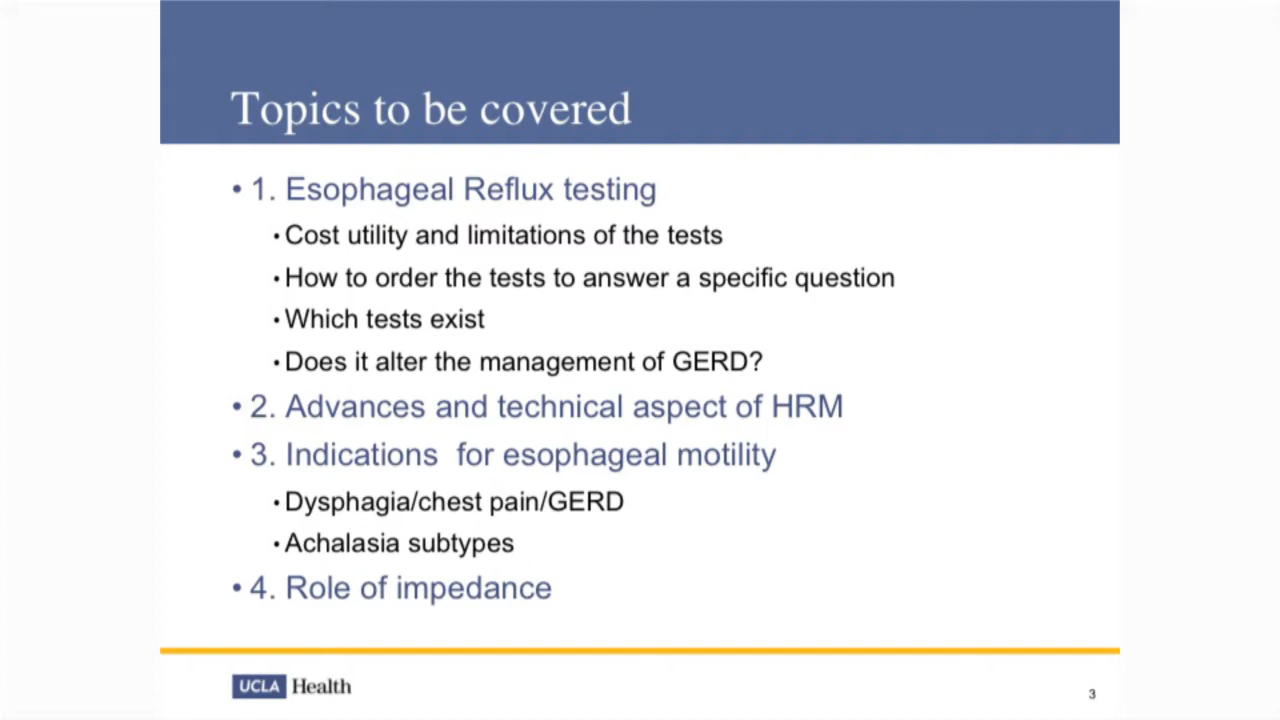 Topics to be covered
• 1. Esophageal Reflux testing
• Cost utility and limitations of the tests
• How to order the tests to answer a specific question
• Which tests exist
• Does it alter the management of GERD?
• 2. Advances and technical aspect of HRM
• 3. Indications  for esophageal motility
• Dysphagia/chest pain/GERD
• Achalasia subtypes
• 4. Role of impedance
UCLA Health
3